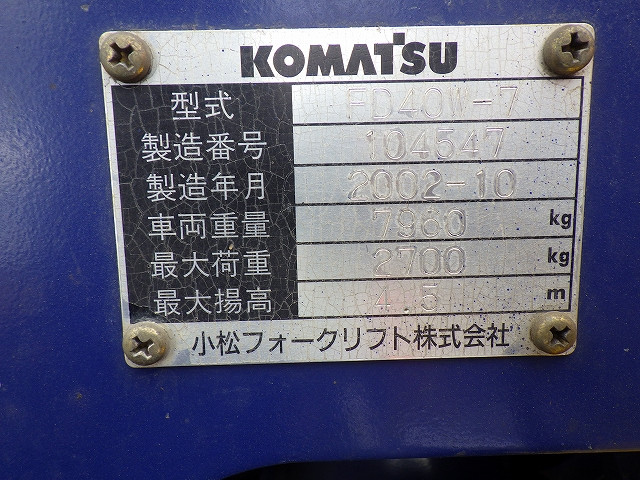 KOMATSU
型式 FD40W-7
製造番号 104547
製造年月 2002-10
車両重量 7960 kg
最大荷重 2700 kg
最大揚高 4.5 m
小松フォークリフト株式会社